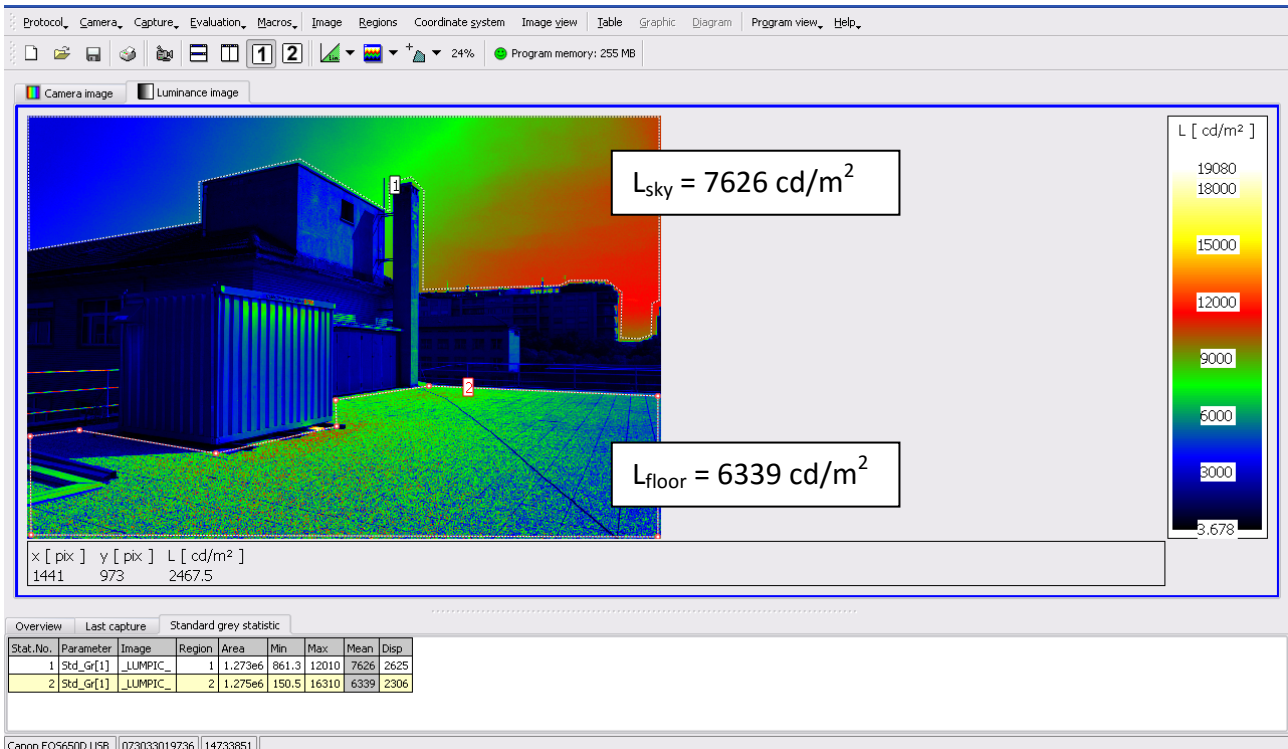 Protocol Camera Capture Evaluation Macros Image Regions Coordinate system Image view Table Graphic Diagram Program view Help
1 2 Lin 24% Program memory: 255 MB
Camera image Luminance image
L [ cd/m² ]
19080
18000
15000
12000
9000
6000
3000
3.678
1
Lsky = 7626 cd/m²
2
Lfloor = 6339 cd/m²
x [ pix ] y [ pix ] L [ cd/m² ]
1441 973 2467.5
Overview Last capture Standard grey statistic
Stat.No. Parameter Image Region Area Min Max Mean Disp
1 Std_Gr[1] _LUMPIC_ 1 1.273e6 861.3 12010 7626 2625
2 Std_Gr[1] _LUMPIC_ 2 1.275e6 150.5 16310 6339 2306
Canon EOS650D USB 073033019736 14733851